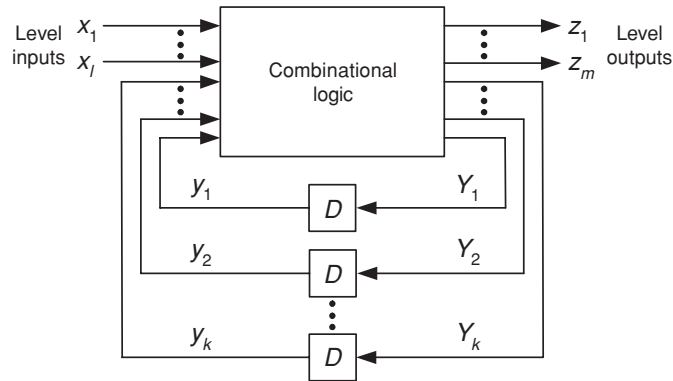 Level inputs
x₁
xₗ
Combinational logic
z₁
zₘ
Level outputs
y₁
D
Y₁
y₂
D
Y₂
yₖ
D
Yₖ